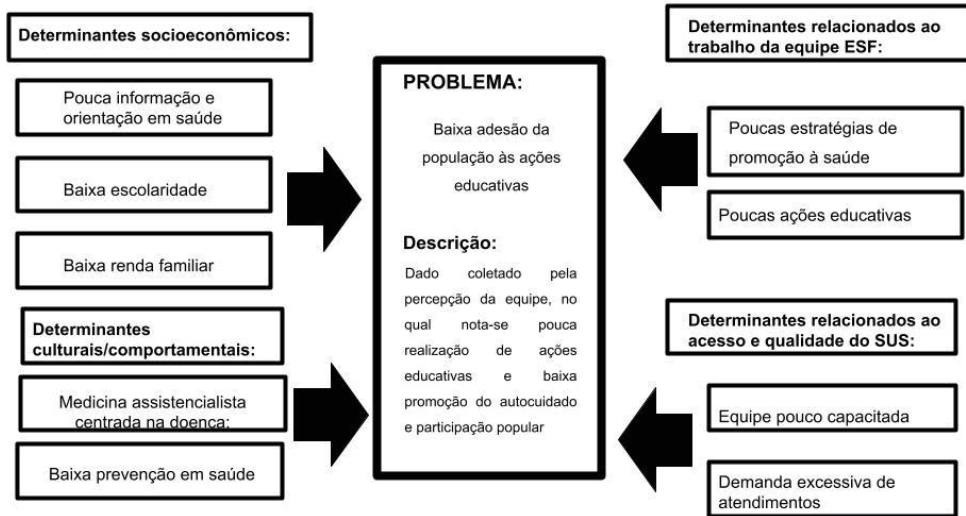 Determinantes socioeconômicos:
Pouca informação e
orientação em saúde
Baixa escolaridade
Baixa renda familiar
Determinantes
culturais/comportamentais:
Medicina assistencialista
centrada na doença;
Baixa prevenção em saúde
PROBLEMA:
Baixa adesão da
população às ações
educativas
Descrição:
Dado coletado pela
percepção da equipe, no
qual nota-se pouca
realização de ações
educativas e baixa
promoção do autocuidado
e participação popular
Determinantes relacionados ao
trabalho da equipe ESF:
Poucas estratégias de
promoção à saúde
Poucas ações educativas
Determinantes relacionados ao
acesso e qualidade do SUS:
Equipe pouco capacitada
Demanda excessiva de
atendimentos